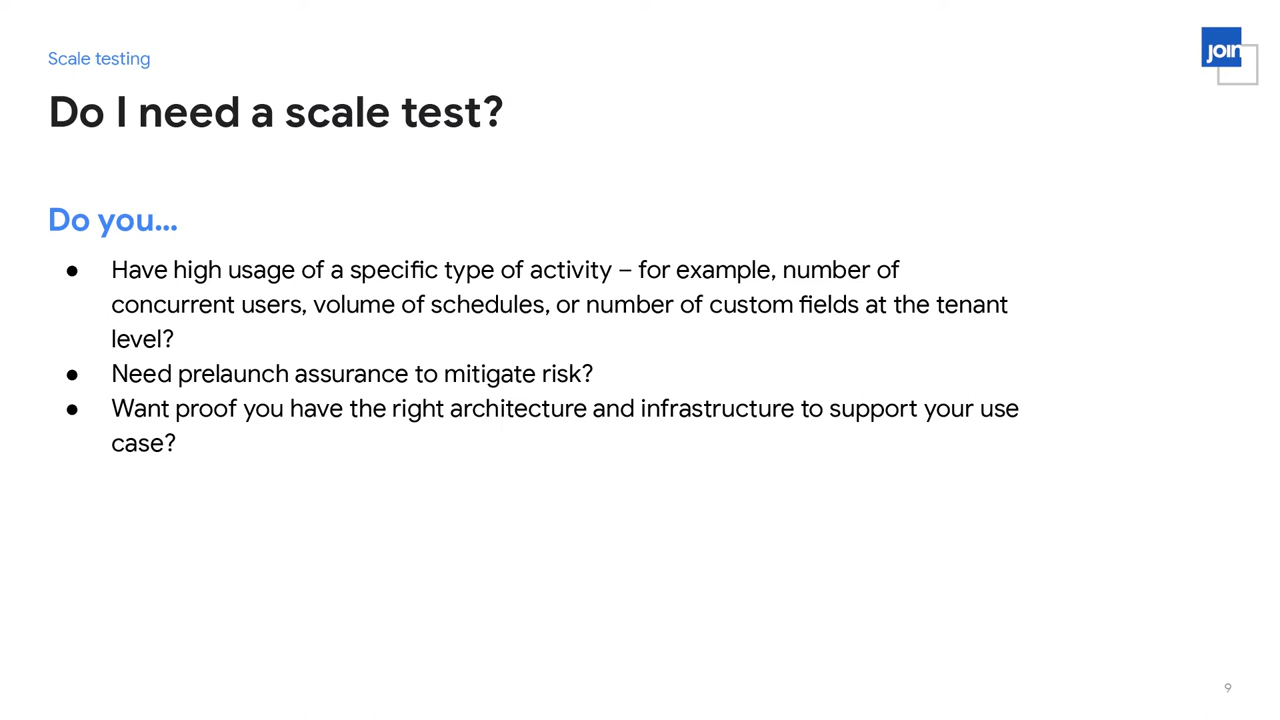 Scale testing
join
Do I need a scale test?
Do you...
● Have high usage of a specific type of activity – for example, number of
concurrent users, volume of schedules, or number of custom fields at the tenant
level?
● Need prelaunch assurance to mitigate risk?
● Want proof you have the right architecture and infrastructure to support your use
case?
9